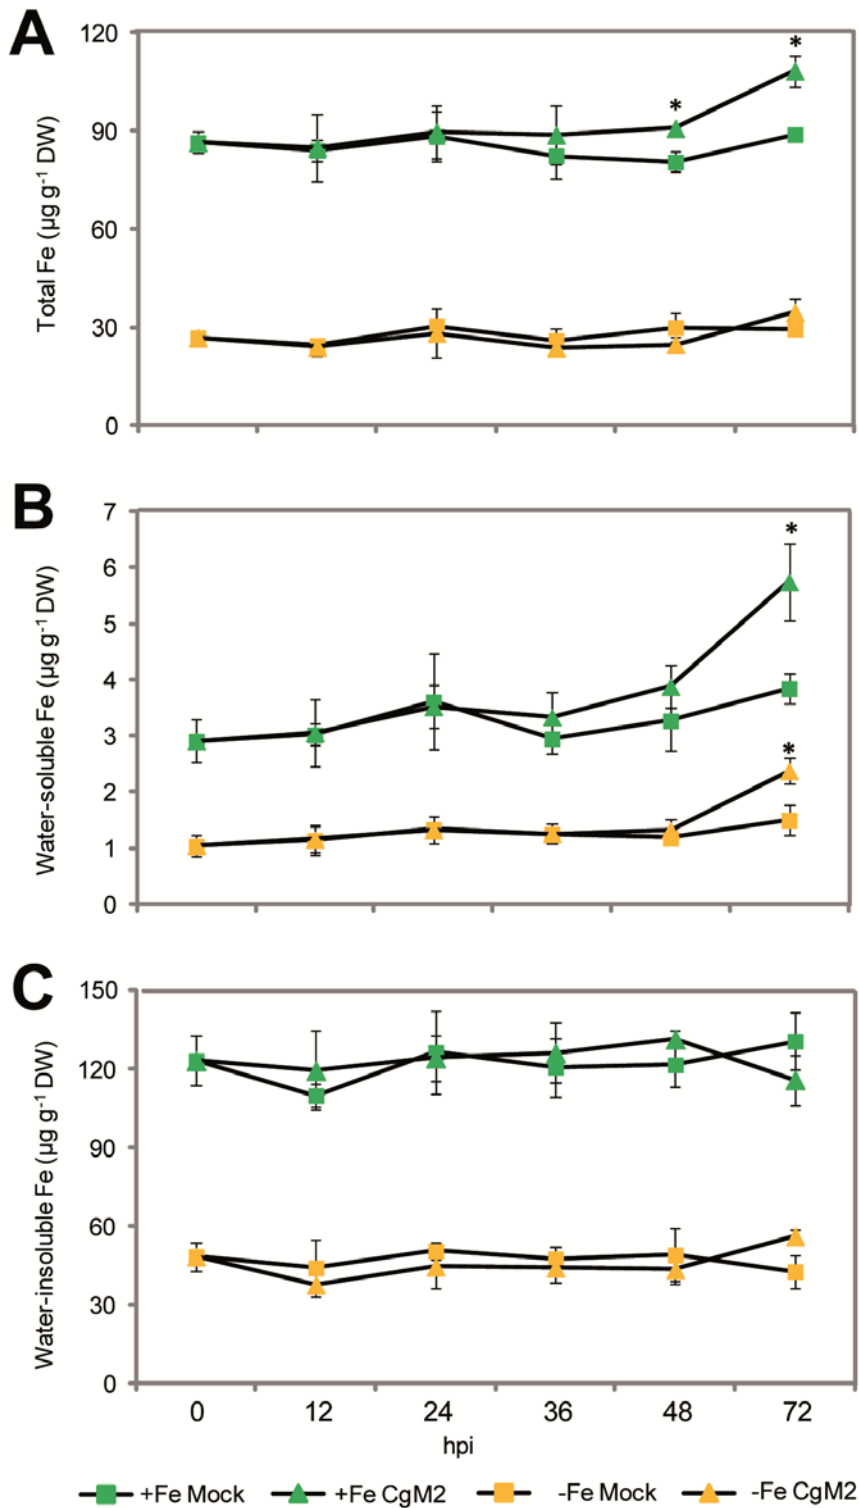 A
Total Fe (µg g⁻¹ DW)
120
90
60
30
0
*
*
B
Water-soluble Fe (µg g⁻¹ DW)
7
6
5
4
3
2
1
0
*
*
C
Water-insoluble Fe (µg g⁻¹ DW)
150
120
90
60
30
0
0 12 24 36 48 72
hpi
+Fe Mock +Fe CgM2 -Fe Mock -Fe CgM2